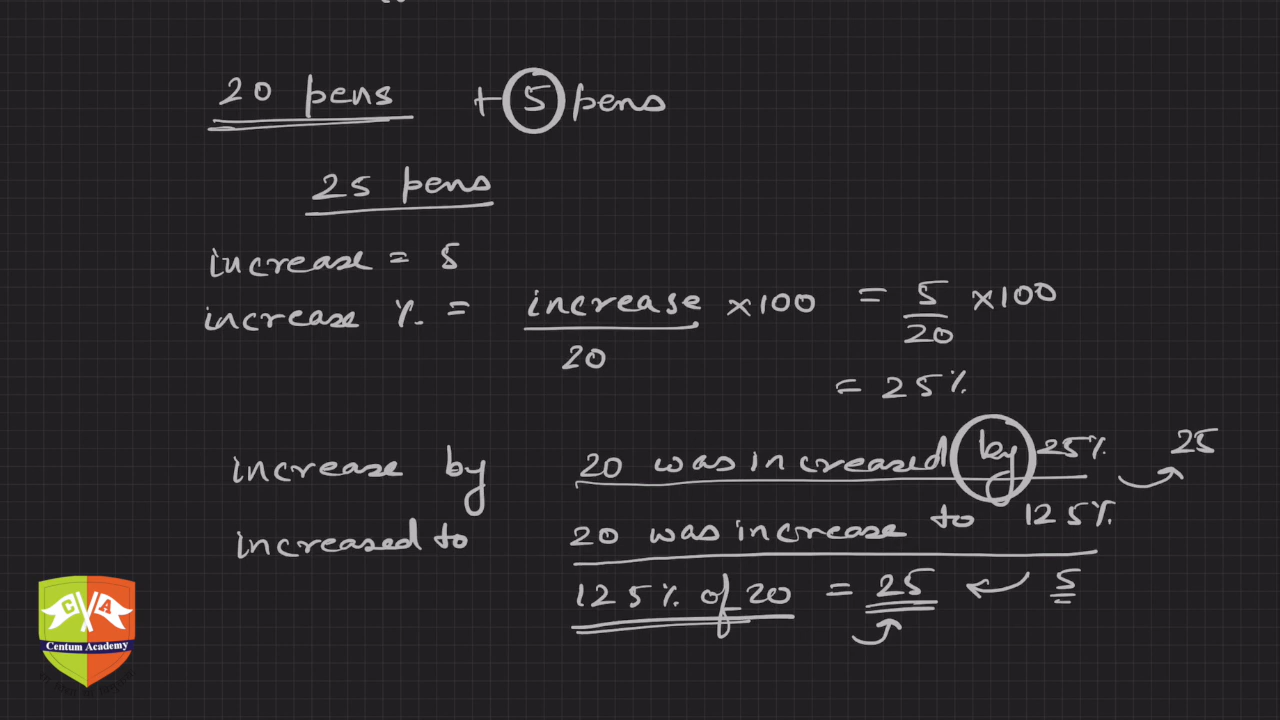 20 pens + 5 pens
25 pens
increase = 5
increase % = increase/20 ×100 = 5/20 ×100
= 25%
increase by 20 was increased by 25% 25
increased to 20 was increase to 125%
125% of 20 = 25 ← 5
CA
Centum Academy